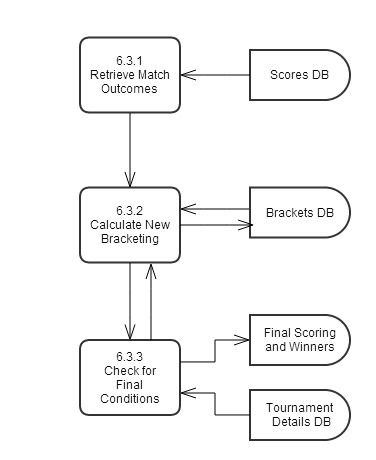 6.3.1
Retrieve Match
Outcomes
Scores DB
6.3.2
Calculate New
Bracketing
Brackets DB
6.3.3
Check for
Final
Conditions
Final Scoring
and Winners
Tournament
Details DB